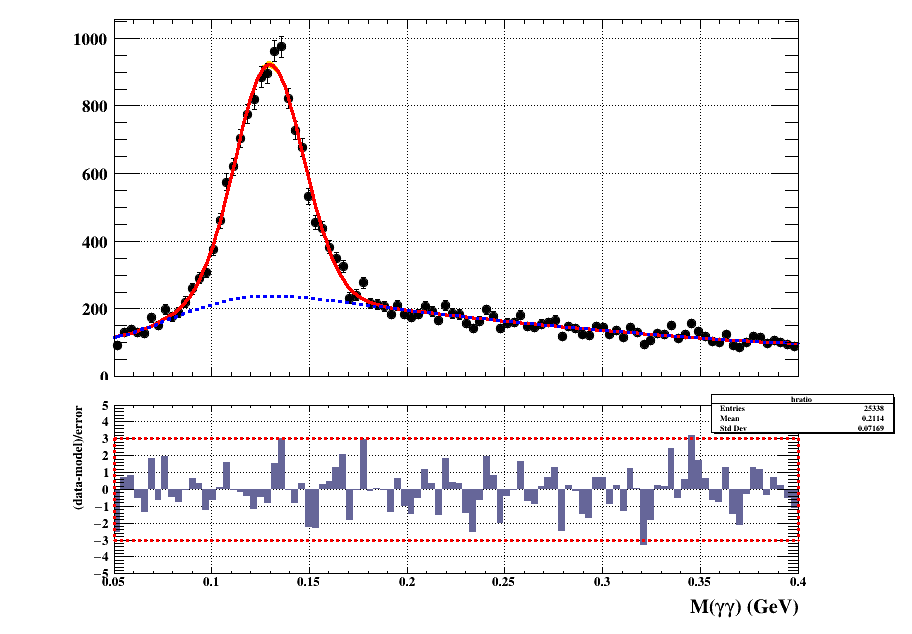 1000
800
600
400
200
0
(data-model)/error
5
4
3
2
1
0
−1
−2
−3
−4
−5
hratio
Entries 25338
Mean 0.2114
Std Dev 0.07169
0.05 0.1 0.15 0.2 0.25 0.3 0.35 0.4
M(γγ) (GeV)